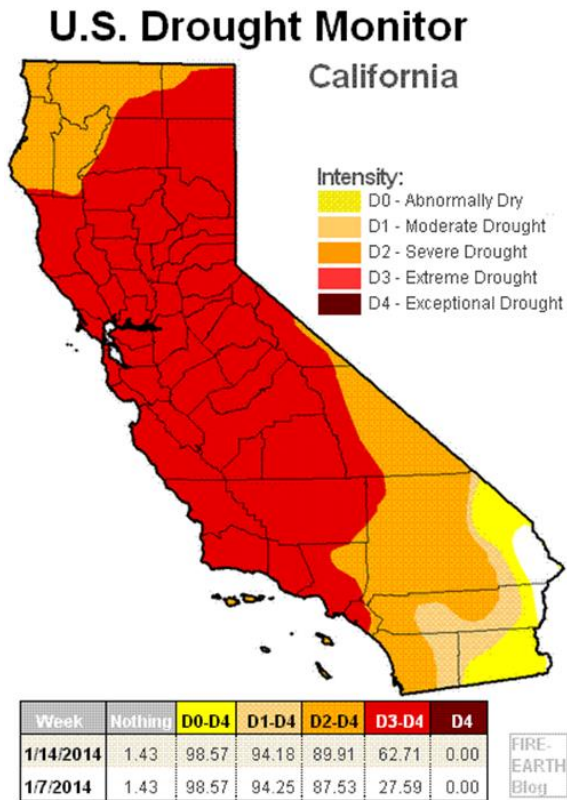 U.S. Drought Monitor
California
Intensity:
D0 - Abnormally Dry
D1 - Moderate Drought
D2 - Severe Drought
D3 - Extreme Drought
D4 - Exceptional Drought
Week Nothing D0-D4 D1-D4 D2-D4 D3-D4 D4
1/14/2014 1.43 98.57 94.18 89.91 62.71 0.00
1/7/2014 1.43 98.57 94.25 87.53 27.59 0.00
FIRE-
EARTH
Blog